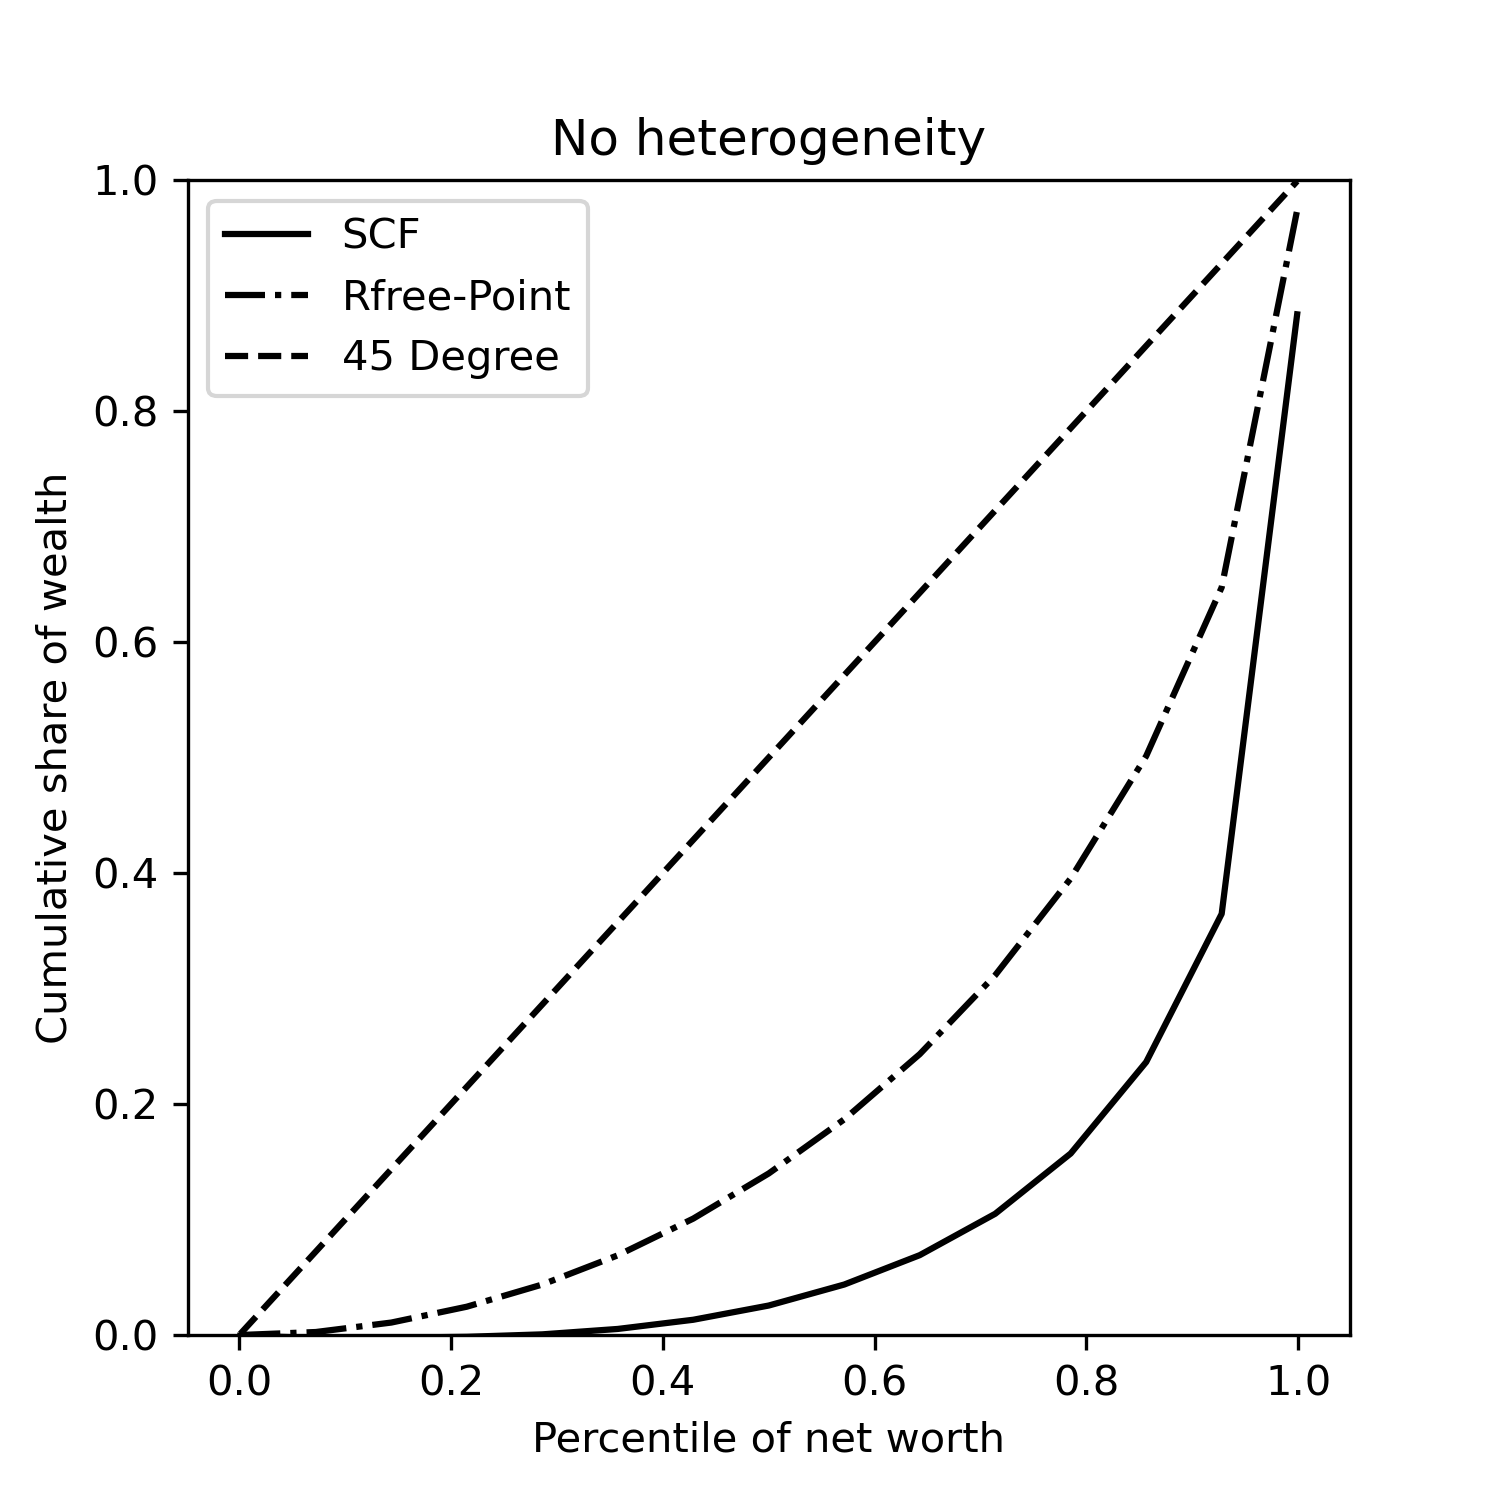 No heterogeneity
1.0
0.8
0.6
0.4
0.2
0.0
Cumulative share of wealth
SCF
Rfree-Point
45 Degree
0.0 0.2 0.4 0.6 0.8 1.0
Percentile of net worth